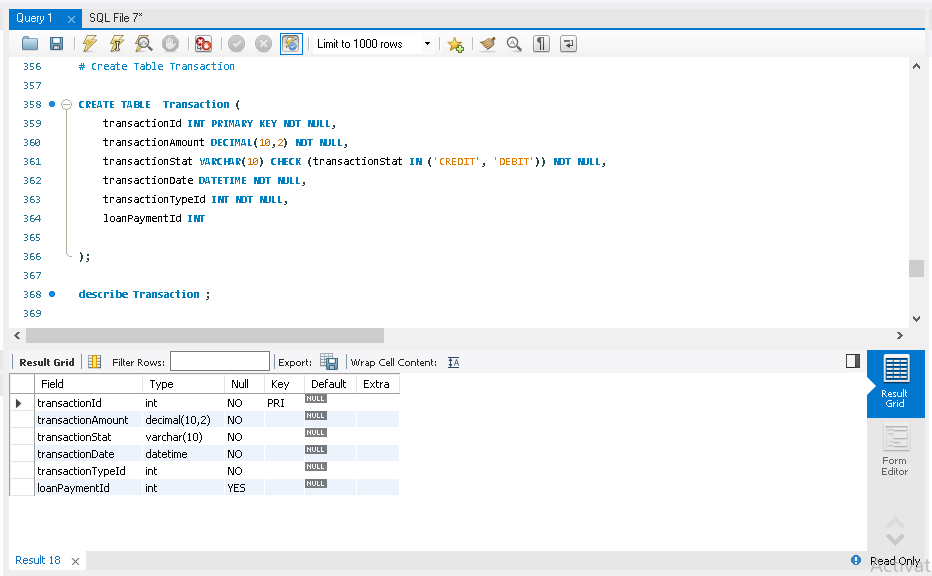 Query 1 × SQL File 7*
Limit to 1000 rows
356 # Create Table Transaction
357
358 CREATE TABLE Transaction (
359 transactionId INT PRIMARY KEY NOT NULL,
360 transactionAmount DECIMAL(10,2) NOT NULL,
361 transactionStat VARCHAR(10) CHECK (transactionStat IN ('CREDIT', 'DEBIT')) NOT NULL,
362 transactionDate DATETIME NOT NULL,
363 transactionTypeId INT NOT NULL,
364 loanPaymentId INT
365
366 );
367
368 describe Transaction ;
369
Result Grid Filter Rows: Export: Wrap Cell Content: IA
Field Type Null Key Default Extra
transactionId int NO PRI NULL
transactionAmount decimal(10,2) NO NULL
transactionStat varchar(10) NO NULL
transactionDate datetime NO NULL
transactionTypeId int NO NULL
loanPaymentId int YES NULL
Result
Grid
Form
Editor
Result 18 × Read Only
Activat